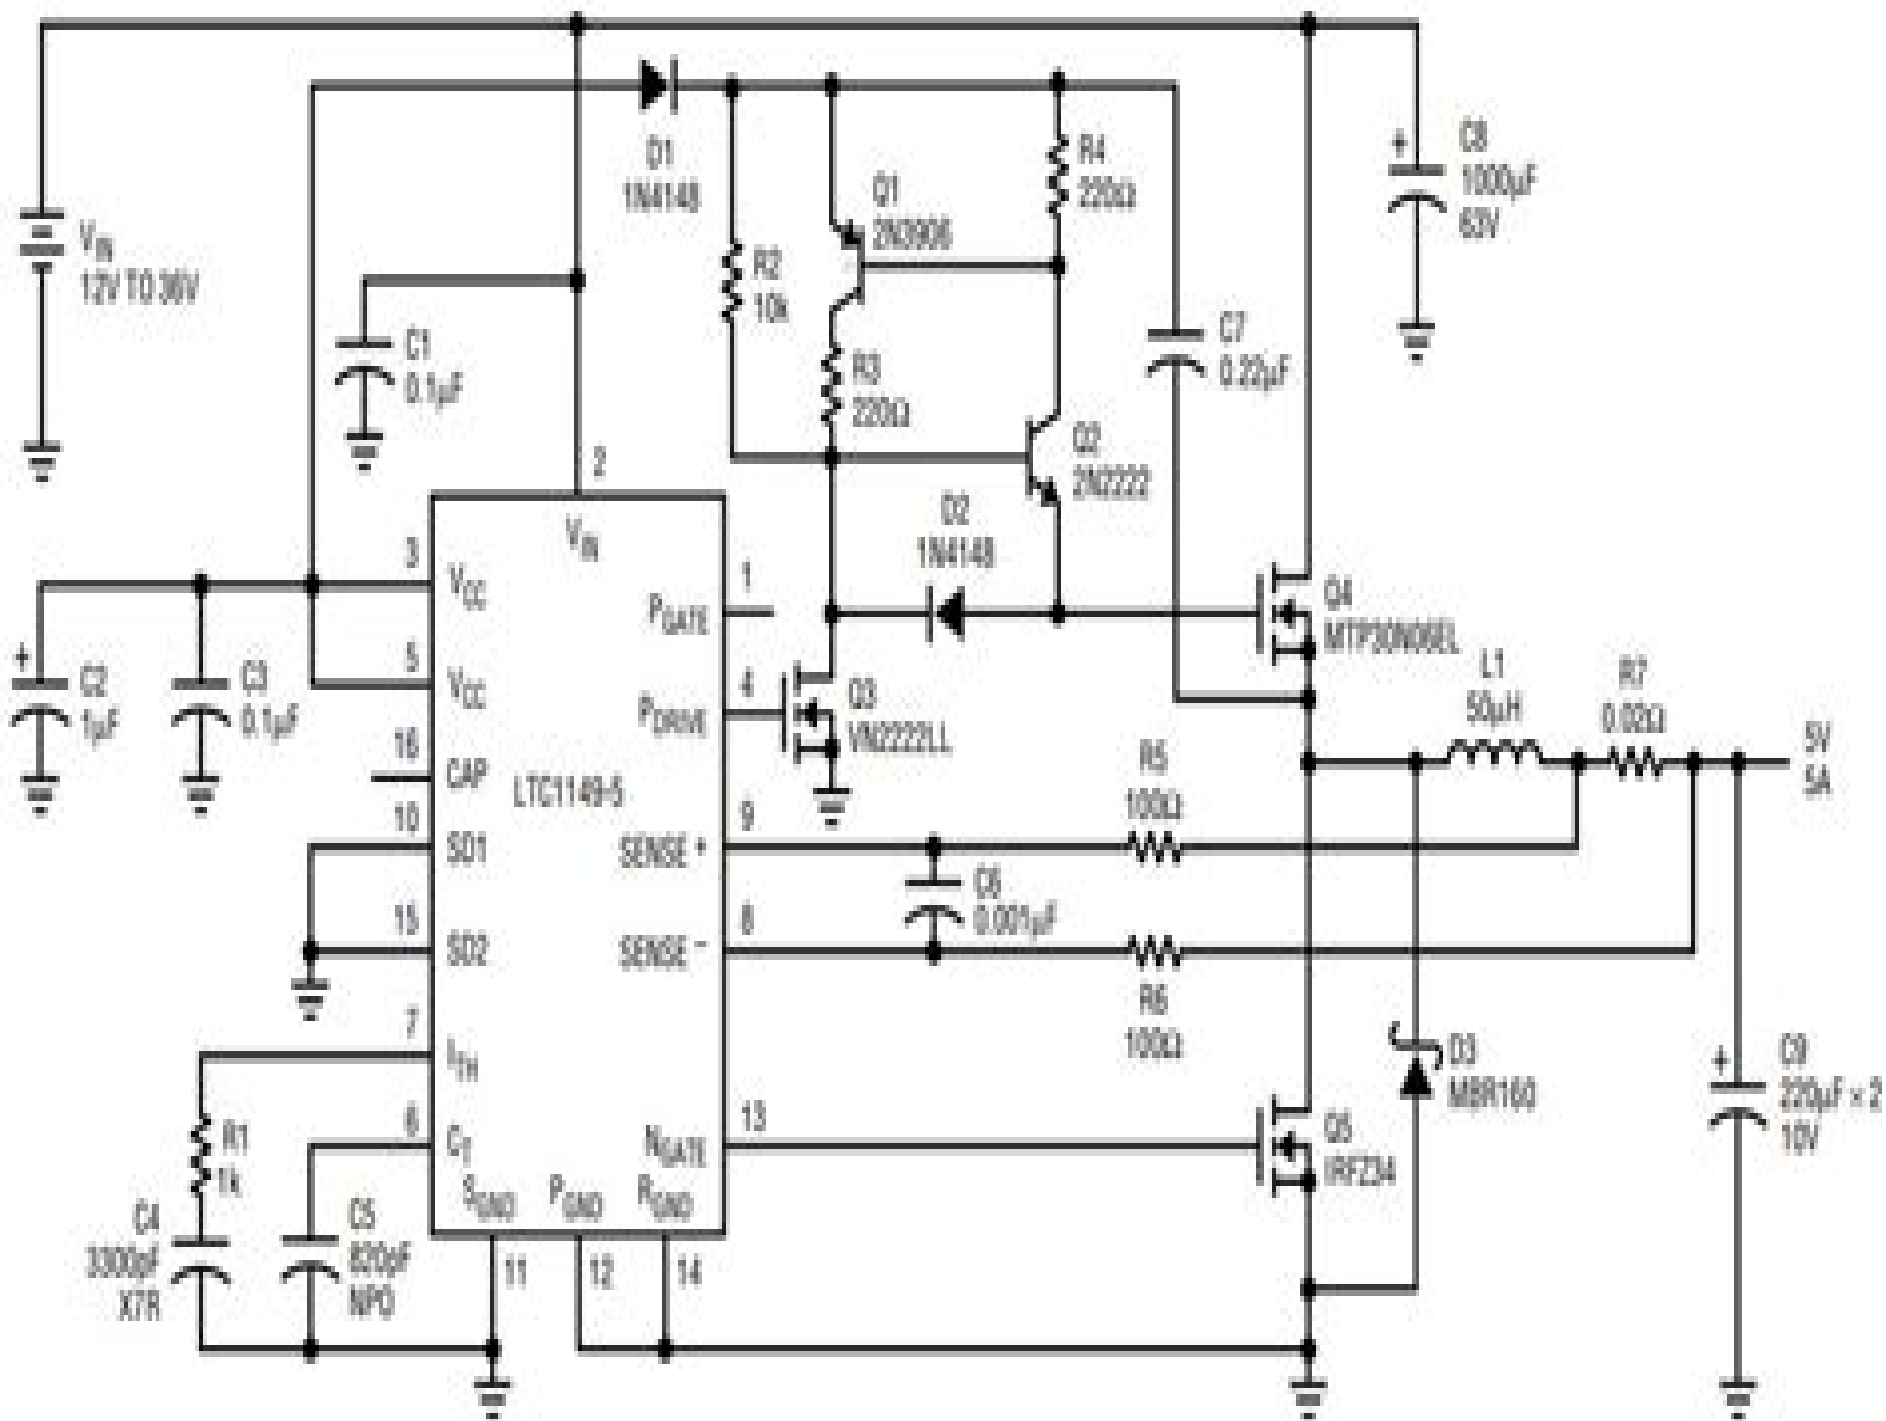 D1
1N4148
Q1
2N3906
R4
220Ω
C8
1000µF
63V
+
VIN
12V TO 36V
R2
10k
C1
0.1µF
R3
220Ω
C7
0.22µF
Q2
2N2222
2
VIN
D2
1N4148
3
VCC
1
PGATE
Q4
MTP30N06EL
5
VCC
+
C2
1µF
C3
0.1µF
4
PDRIVE
Q3
VN2222LL
L1
50µH
R7
0.02Ω
5V
5A
16
CAP
LTC1149-5
R5
100Ω
10
SD1
9
SENSE +
C6
0.001µF
15
SD2
8
SENSE –
R6
100Ω
7
ITH
D3
MBR160
+
C9
220µF × 2
10V
R1
1k
6
CT
13
NGATE
Q5
IRFZ34
SGND
PGND
RGND
C4
3300pF
X7R
C5
820pF
NPO
11
12
14